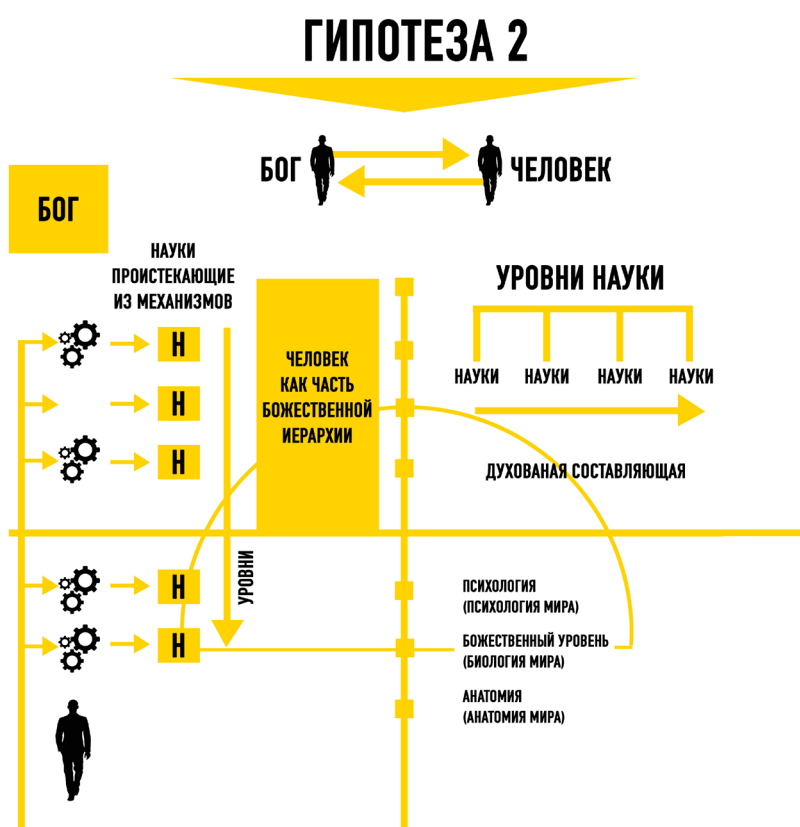 ГИПОТЕЗА 2
БОГ
ЧЕЛОВЕК
БОГ
НАУКИ
ПРОИСТЕКАЮЩИЕ
ИЗ МЕХАНИЗМОВ
Н
Н
Н
Н
Н
УРОВНИ
ЧЕЛОВЕК
КАК ЧАСТЬ
БОЖЕСТВЕННОЙ
ИЕРАРХИИ
УРОВНИ НАУКИ
НАУКИ НАУКИ НАУКИ НАУКИ
ДУХОВАНАЯ СОСТАВЛЯЮЩАЯ
ПСИХОЛОГИЯ
(ПСИХОЛОГИЯ МИРА)
БОЖЕСТВЕННЫЙ УРОВЕНЬ
(БИОЛОГИЯ МИРА)
АНАТОМИЯ
(АНАТОМИЯ МИРА)